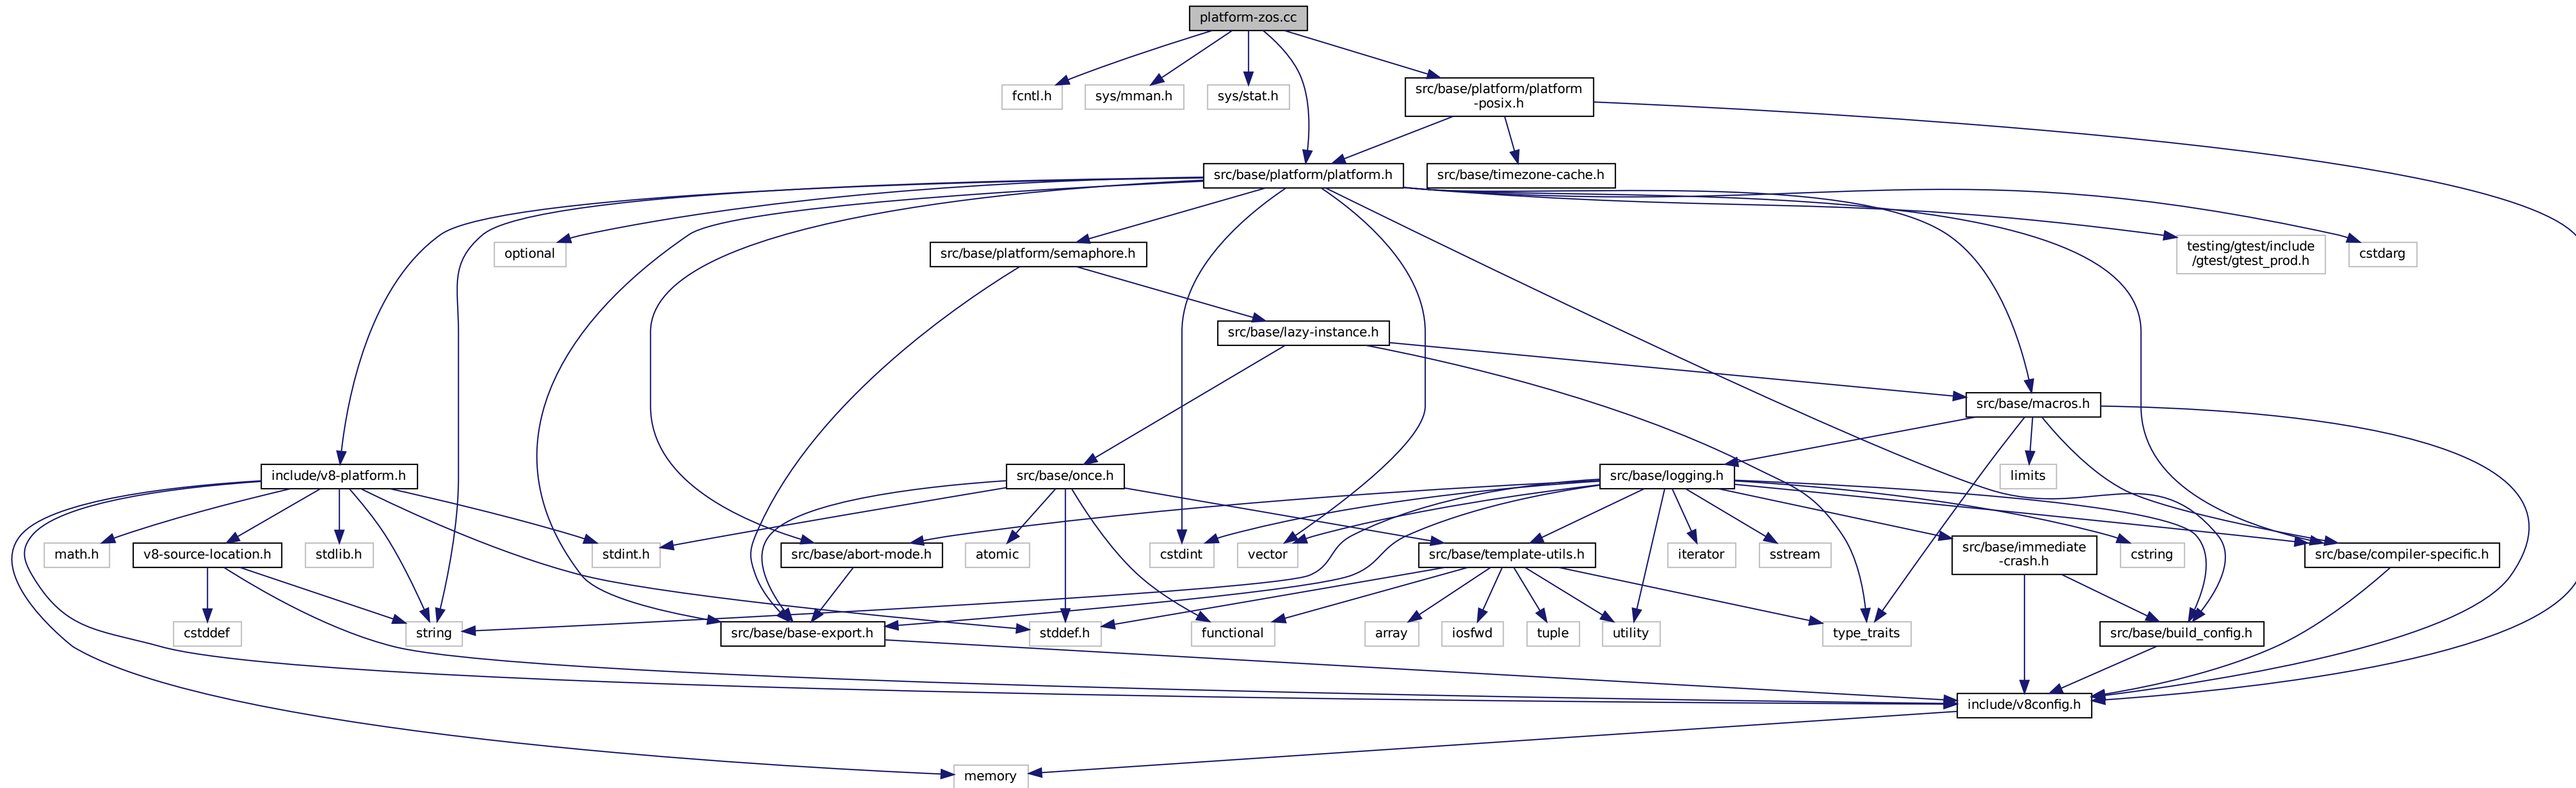 platform-zos.cc
fcntl.h
sys/mman.h
sys/stat.h
src/base/platform/platform
-posix.h
src/base/platform/platform.h
src/base/timezone-cache.h
optional
src/base/platform/semaphore.h
testing/gtest/include
/gtest/gtest_prod.h
cstdarg
src/base/lazy-instance.h
src/base/macros.h
include/v8-platform.h
src/base/once.h
src/base/logging.h
limits
math.h
v8-source-location.h
stdlib.h
stdint.h
src/base/abort-mode.h
atomic
cstdint
vector
src/base/template-utils.h
iterator
sstream
src/base/immediate
-crash.h
cstring
src/base/compiler-specific.h
cstddef
string
src/base/base-export.h
stddef.h
functional
array
iosfwd
tuple
utility
type_traits
src/base/build_config.h
include/v8config.h
memory